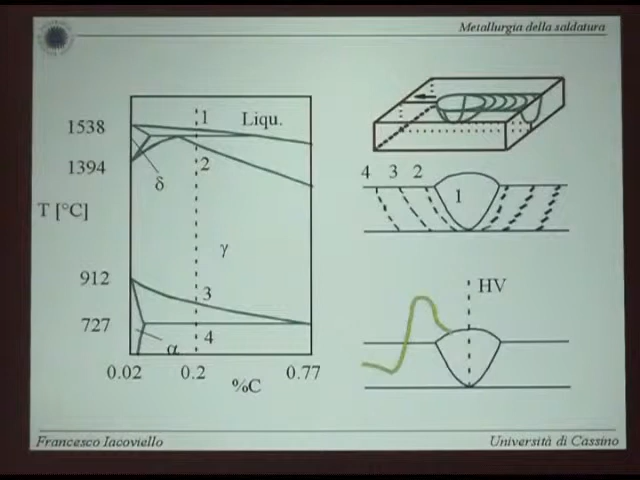 Metallurgia della saldatura
1538
1394
T [°C]
912
727
1
Liqu.
2
δ
γ
3
4
α
0.02
0.2
0.77
%C
4 3 2
1
HV
Francesco Iacoviello
Università di Cassino